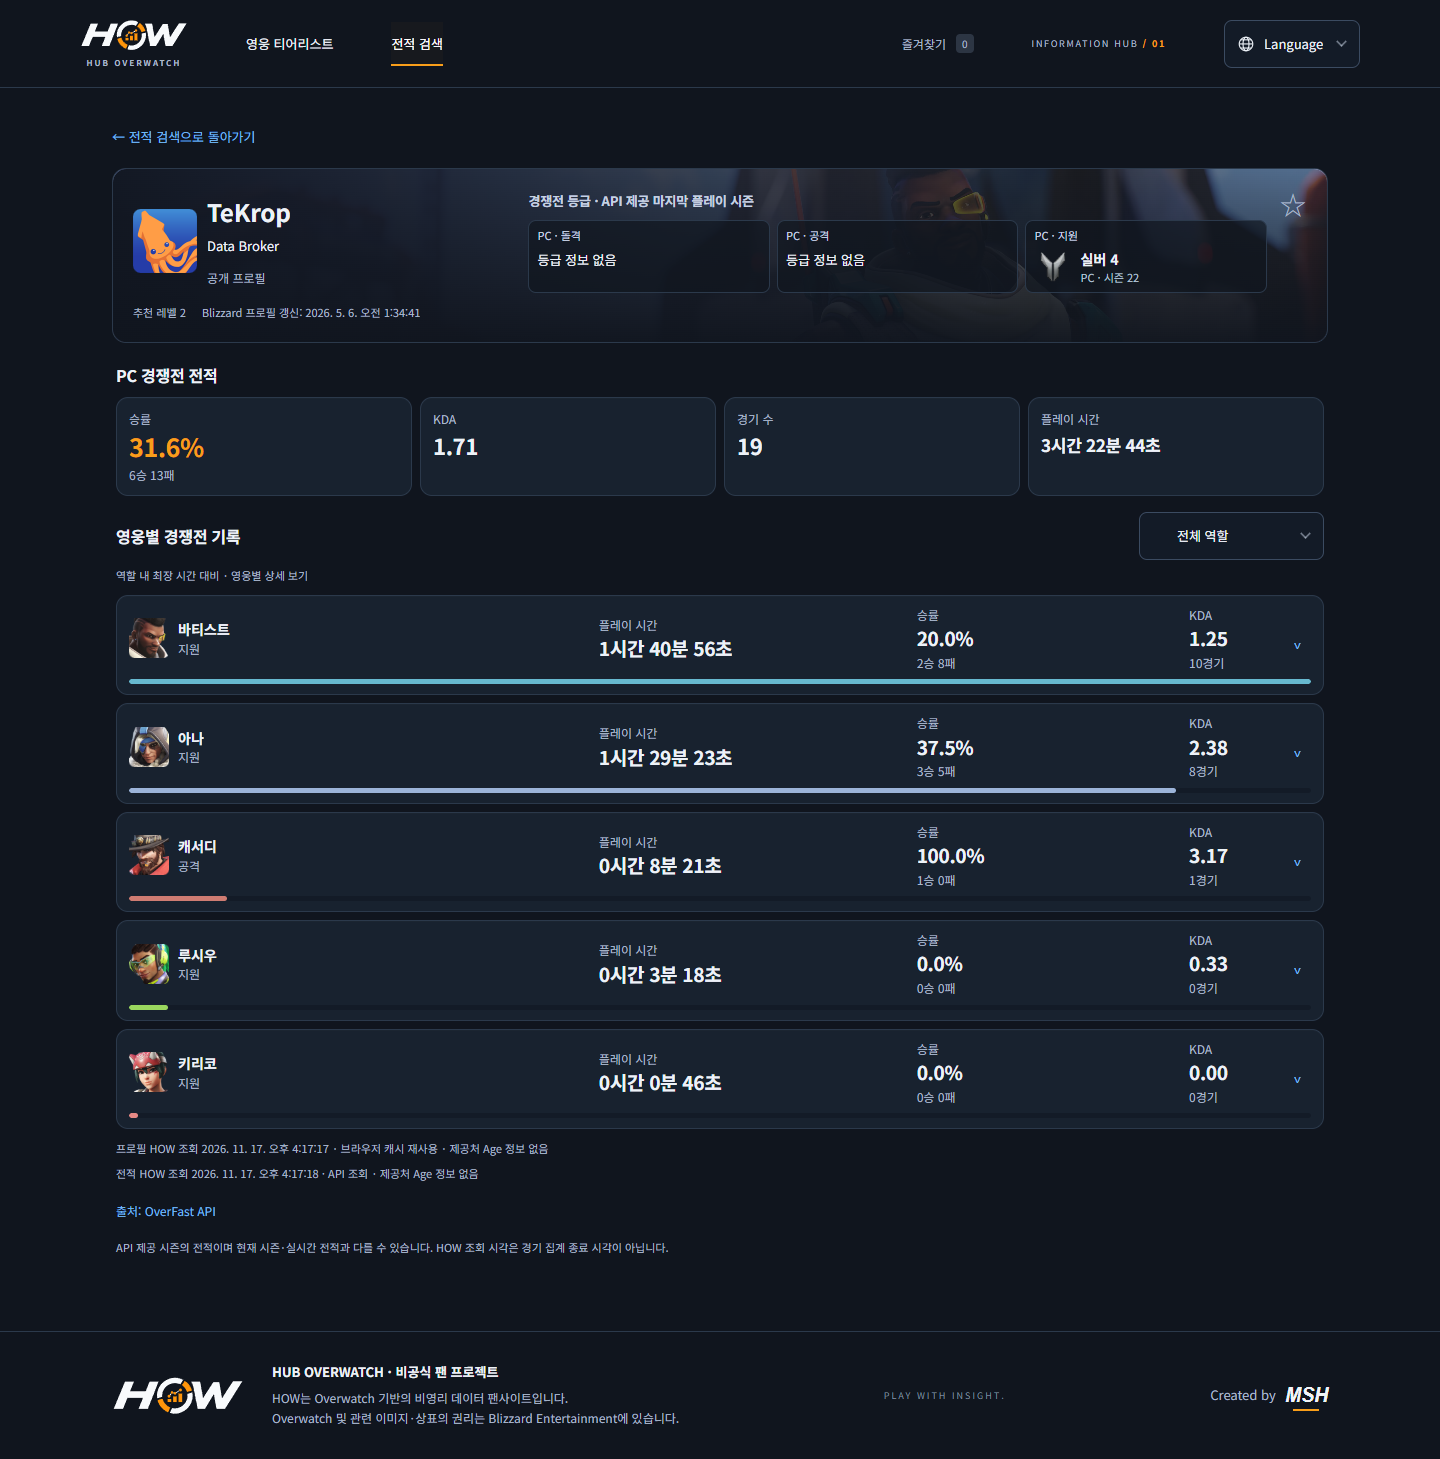 HOW
HUB OVERWATCH
영웅 티어리스트
전적 검색
즐겨찾기 0
INFORMATION HUB / 01
Language
← 전적 검색으로 돌아가기
TeKrop
Data Broker
공개 프로필
추천 레벨 2
Blizzard 프로필 갱신: 2026. 5. 6. 오전 1:34:41
경쟁전 등급 · API 제공 마지막 플레이 시즌
PC · 돌격
등급 정보 없음
PC · 공격
등급 정보 없음
PC · 지원
실버 4
PC · 시즌 22
PC 경쟁전 전적
승률
31.6%
6승 13패
KDA
1.71
경기 수
19
플레이 시간
3시간 22분 44초
영웅별 경쟁전 기록
전체 역할
역할 내 최장 시간 대비 · 영웅별 상세 보기
바티스트
지원
플레이 시간
1시간 40분 56초
승률
20.0%
2승 8패
KDA
1.25
10경기
아나
지원
플레이 시간
1시간 29분 23초
승률
37.5%
3승 5패
KDA
2.38
8경기
캐서디
공격
플레이 시간
0시간 8분 21초
승률
100.0%
1승 0패
KDA
3.17
1경기
루시우
지원
플레이 시간
0시간 3분 18초
승률
0.0%
0승 0패
KDA
0.33
0경기
키리코
지원
플레이 시간
0시간 0분 46초
승률
0.0%
0승 0패
KDA
0.00
0경기
프로필 HOW 조회 2026. 11. 17. 오후 4:17:17 · 브라우저 캐시 재사용 · 제공처 Age 정보 없음
전적 HOW 조회 2026. 11. 17. 오후 4:17:18 · API 조회 · 제공처 Age 정보 없음
출처: OverFast API
API 제공 시즌의 전적이며 현재 시즌·실시간 전적과 다를 수 있습니다. HOW 조회 시각은 경기 집계 종료 시각이 아닙니다.
HOW
HUB OVERWATCH · 비공식 팬 프로젝트
HOW는 Overwatch 기반의 비영리 데이터 팬사이트입니다.
Overwatch 및 관련 이미지·상표의 권리는 Blizzard Entertainment에 있습니다.
PLAY WITH INSIGHT.
Created by MSH